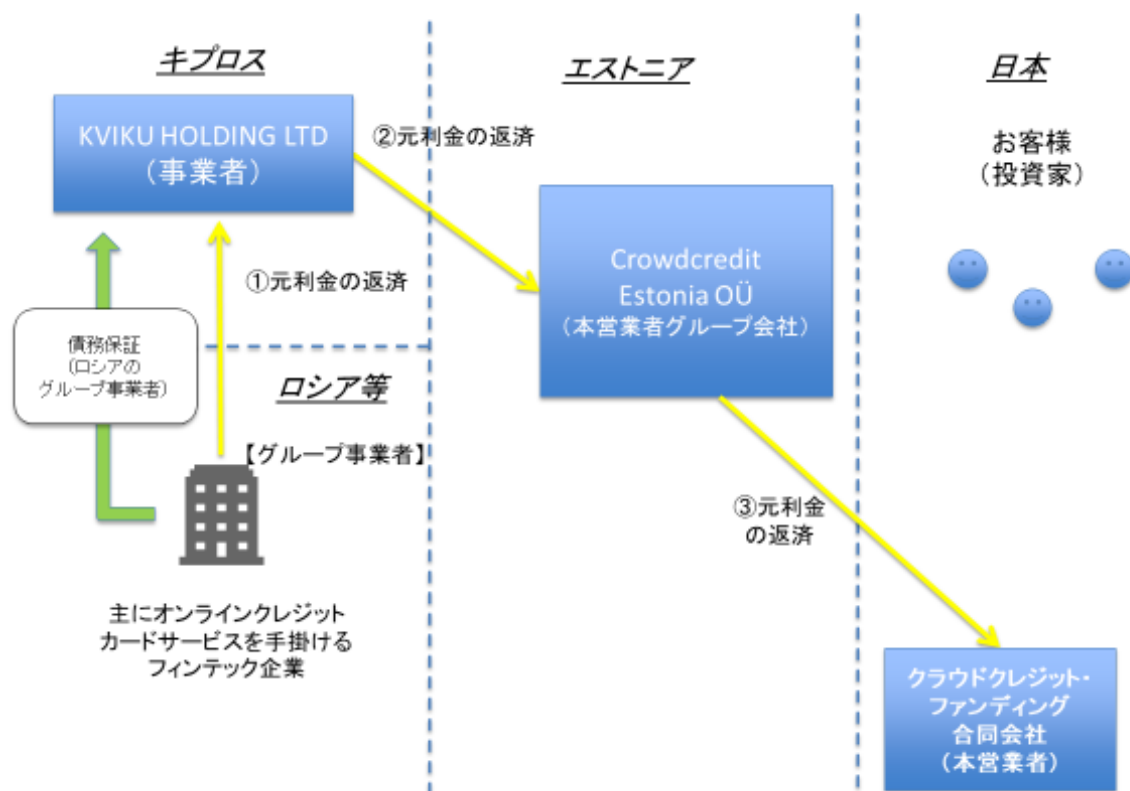 キプロス
エストニア
日本
KVIKU HOLDING LTD
（事業者）
②元利金の返済
お客様
（投資家）
Crowdcredit
Estonia OÜ
（本営業者グループ会社）
①元利金の返済
債務保証
(ロシアの
グループ事業者)
ロシア等
【グループ事業者】
③元利金
の返済
主にオンラインクレジット
カードサービスを手掛ける
フィンテック企業
クラウドクレジット・
ファンディング
合同会社
（本営業者）